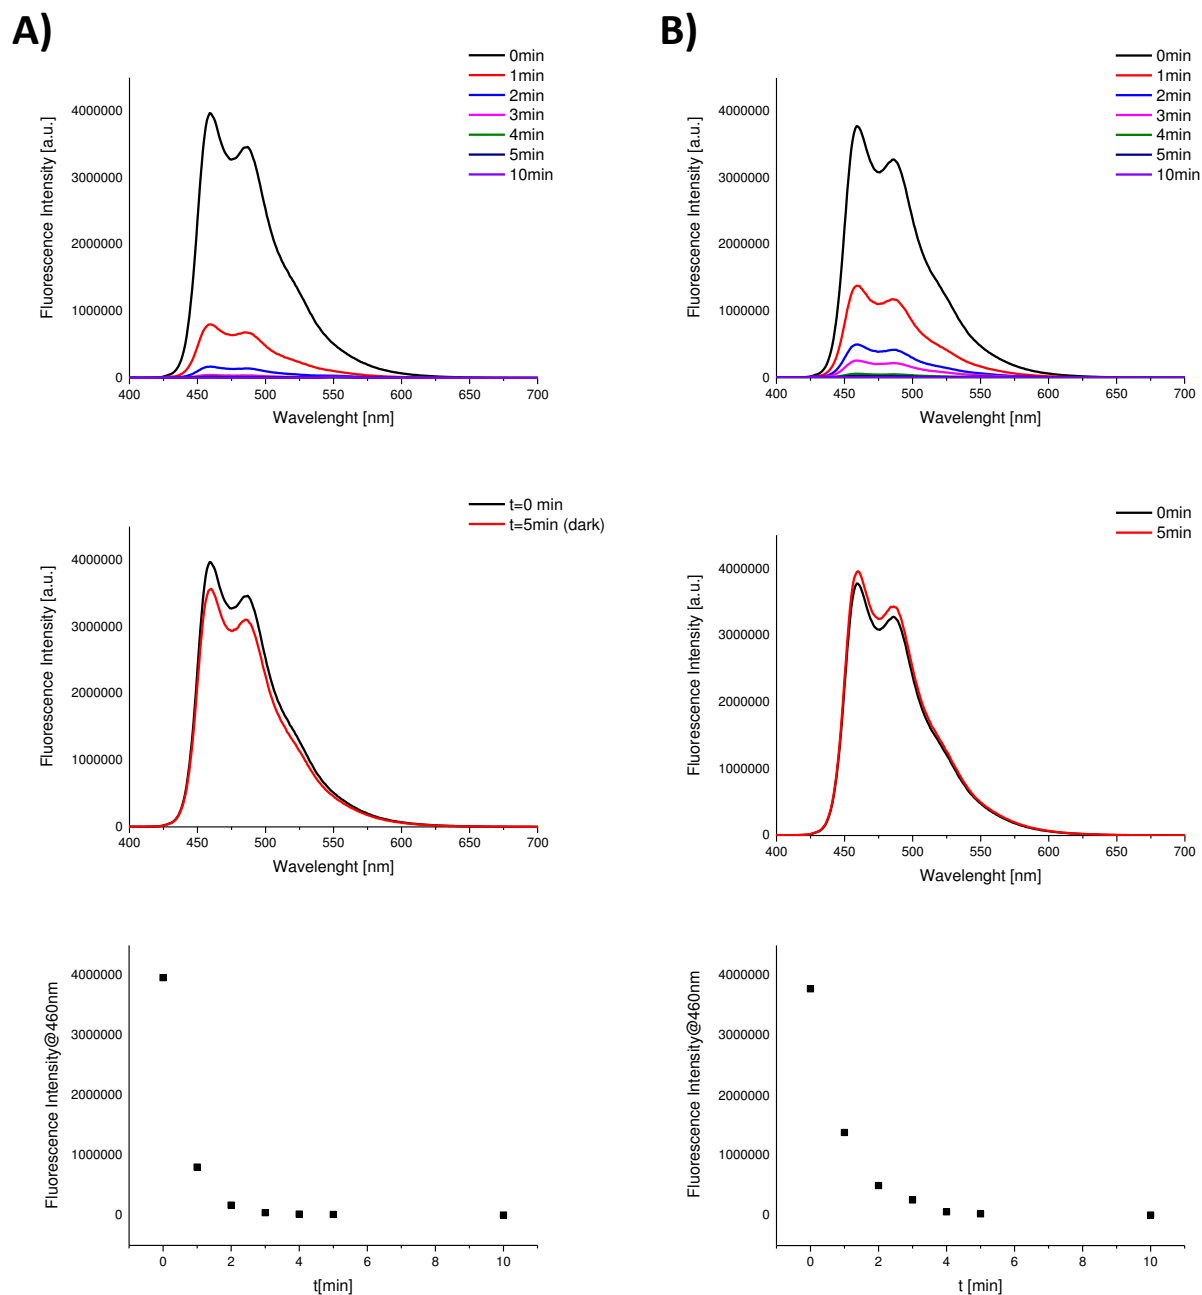 A)
0min
1min
2min
3min
4min
5min
10min
4000000
3000000
2000000
1000000
0
Fluorescence Intensity [a.u.]
400 450 500 550 600 650 700
Wavelenght [nm]
B)
0min
1min
2min
3min
4min
5min
10min
4000000
3000000
2000000
1000000
0
Fluorescence Intensity [a.u.]
400 450 500 550 600 650 700
Wavelenght [nm]
t=0 min
t=5min (dark)
4000000
3000000
2000000
1000000
0
Fluorescence Intensity [a.u.]
400 450 500 550 600 650 700
Wavelenght [nm]
0min
5min
4000000
3000000
2000000
1000000
0
Fluorescence Intensity [a.u.]
400 450 500 550 600 650 700
Wavelenght [nm]
4000000
3000000
2000000
1000000
0
Fluorescence Intensity@460nm
0 2 4 6 8 10
t[min]
4000000
3000000
2000000
1000000
0
Fluorescence Intensity@460nm
0 2 4 6 8 10
t [min]